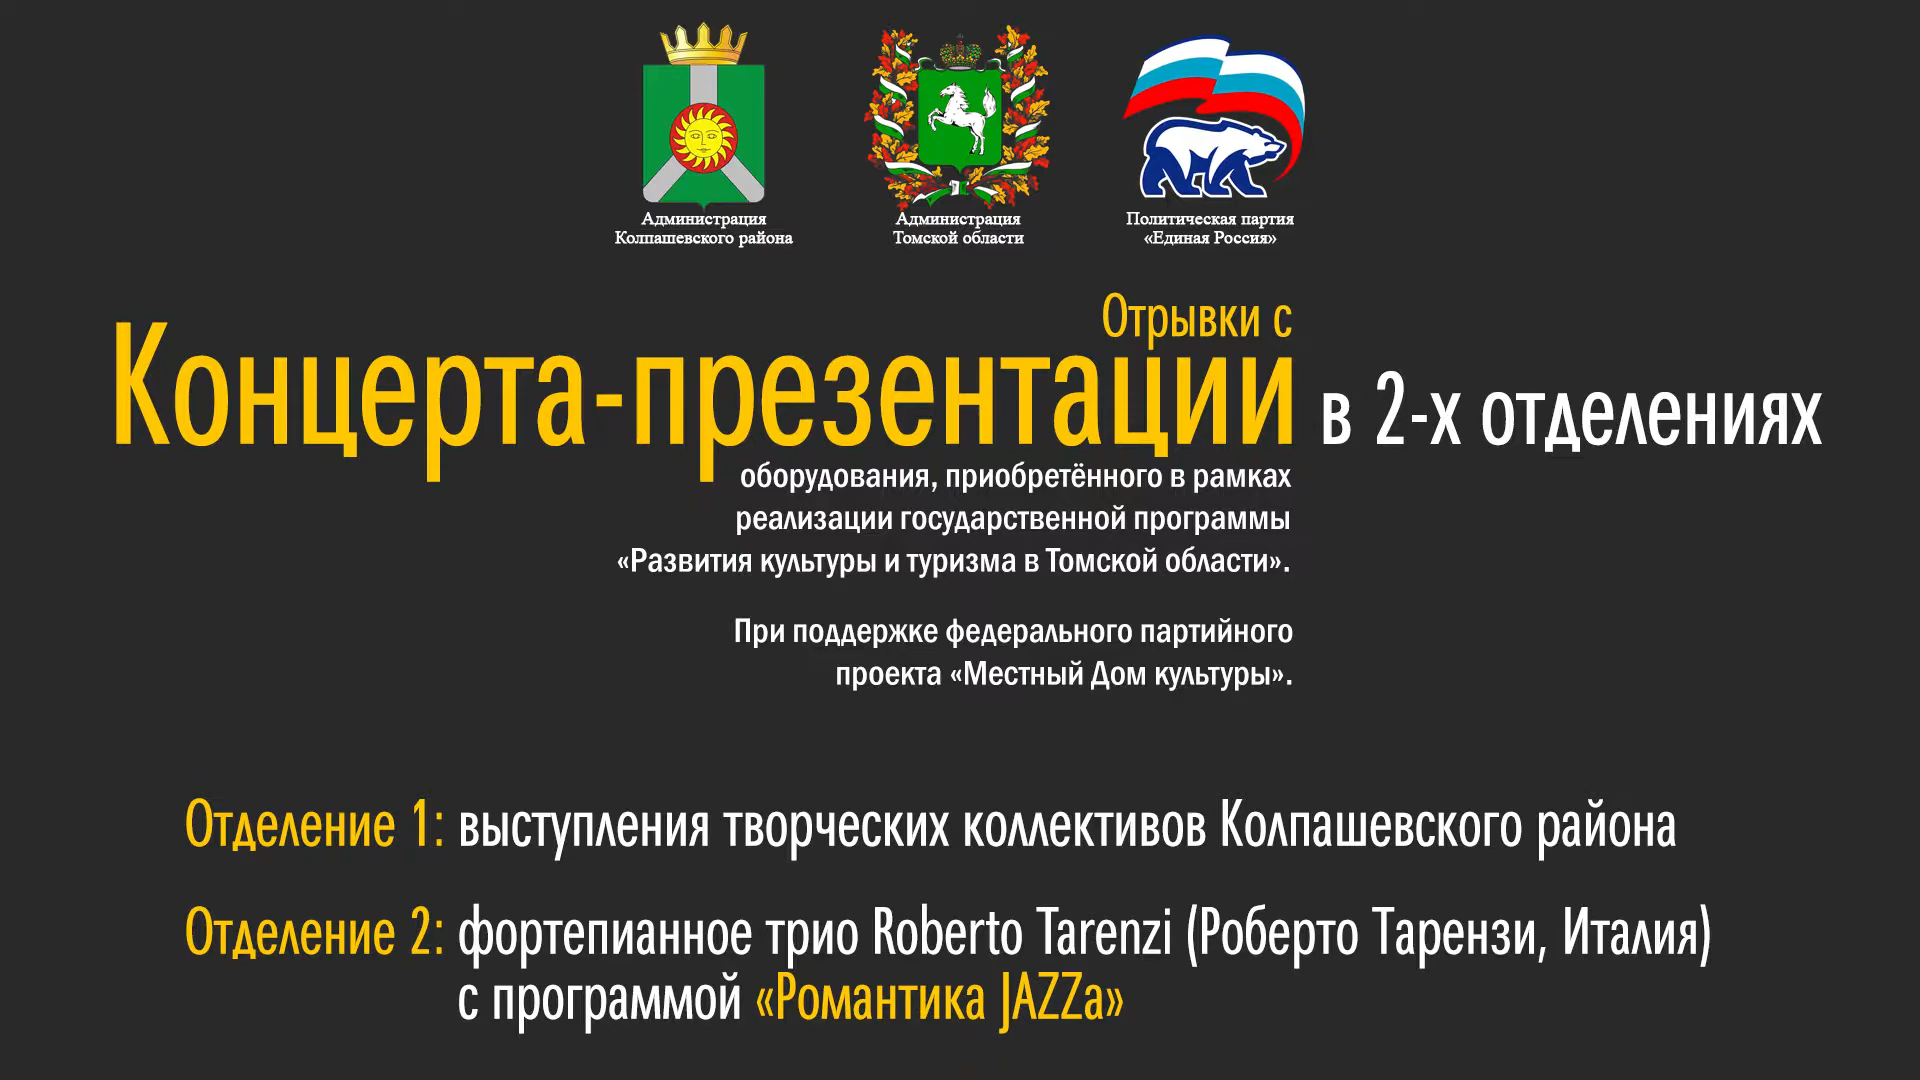 Администрация
Колпашевского района
Администрация
Томской области
Политическая партия
«Единая Россия»
Отрывки с
Концерта-презентации в 2-х отделениях
оборудования, приобретённого в рамках
реализации государственной программы
«Развития культуры и туризма в Томской области».
При поддержке федерального партийного
проекта «Местный Дом культуры».
Отделение 1: выступления творческих коллективов Колпашевского района
Отделение 2: фортепианное трио Roberto Tarenzi (Роберто Тарензи, Италия)
с программой «Романтика JAZZа»